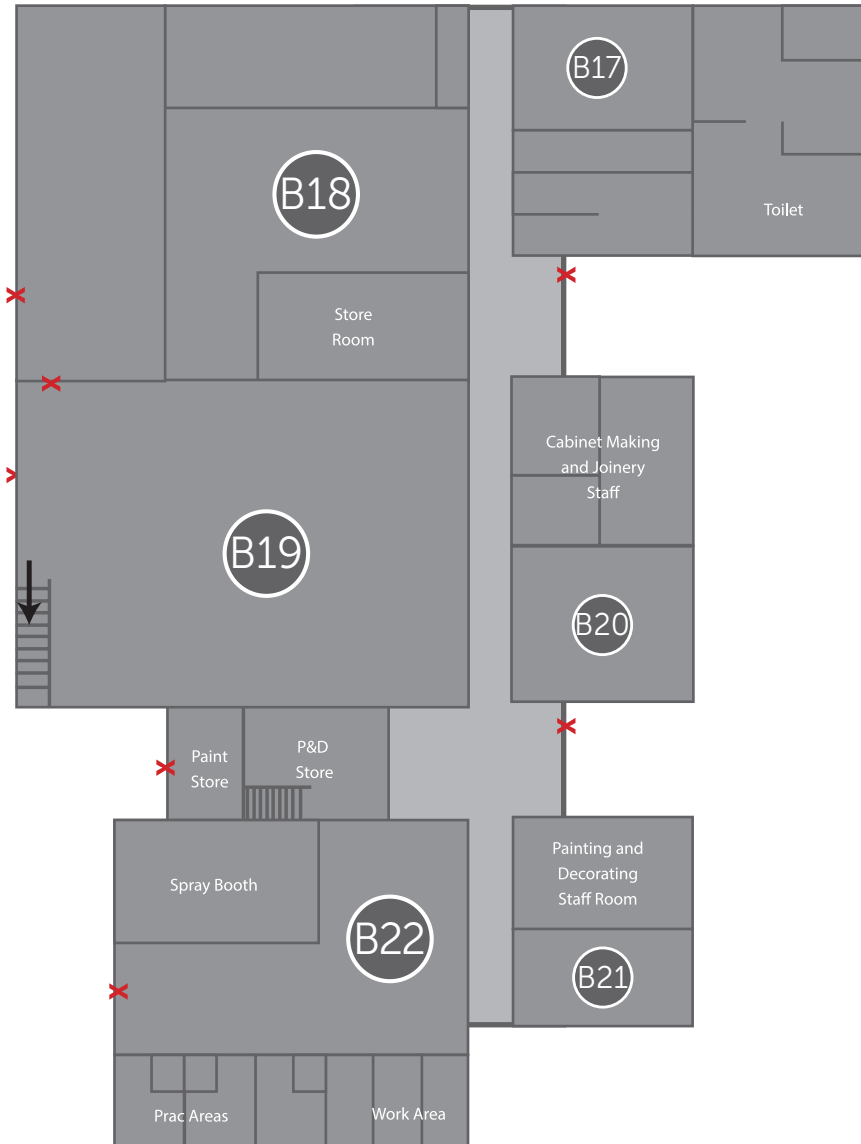 B17
B18
Toilet
Store
Room
Cabinet Making
and Joinery
Staff
B19
B20
Paint
Store
P&D
Store
Painting and
Decorating
Staff Room
Spray Booth
B22
B21
Prac Areas
Work Area